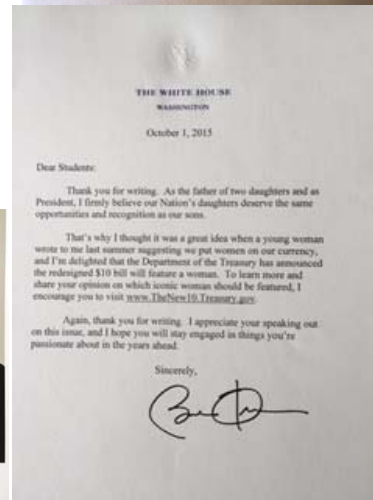 THE WHITE HOUSE
WASHINGTON
October 1, 2015
Dear Students:
Thank you for writing. As the father of two daughters and as
President, I firmly believe our Nation's daughters deserve the same
opportunities and recognition as our sons.
That's why I thought it was a great idea when a young woman
wrote to me last summer suggesting we put women on our currency,
and I'm delighted that the Department of the Treasury has announced
the redesigned $10 bill will feature a woman. To learn more and
share your opinion on which iconic woman should be featured, I
encourage you to visit www.TheNew10.Treasury.gov.
Again, thank you for writing. I appreciate your speaking out
on this issue, and I hope you will stay engaged in things you're
passionate about in the years ahead.
Sincerely,